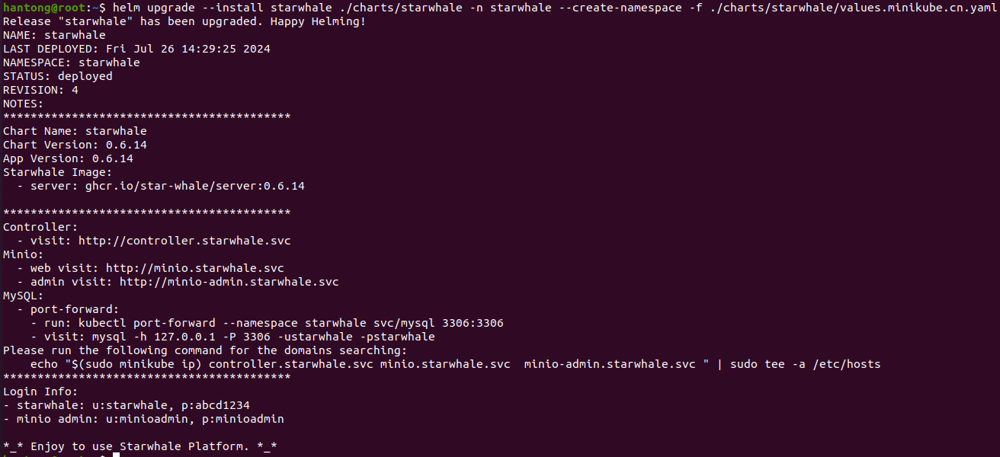 hantong@root:~$ helm upgrade --install starwhale ./charts/starwhale -n starwhale --create-namespace -f ./charts/starwhale/values.minikube.cn.yaml
Release "starwhale" has been upgraded. Happy Helming!
NAME: starwhale
LAST DEPLOYED: Fri Jul 26 14:29:25 2024
NAMESPACE: starwhale
STATUS: deployed
REVISION: 4
NOTES:
******************************************
Chart Name: starwhale
Chart Version: 0.6.14
App Version: 0.6.14
Starwhale Image:
  - server: ghcr.io/star-whale/server:0.6.14

******************************************
Controller:
  - visit: http://controller.starwhale.svc
Minio:
  - web visit: http://minio.starwhale.svc
  - admin visit: http://minio-admin.starwhale.svc
MySQL:
  - port-forward:
    - run: kubectl port-forward --namespace starwhale svc/mysql 3306:3306
    - visit: mysql -h 127.0.0.1 -P 3306 -ustarwhale -pstarwhale
Please run the following command for the domains searching:
    echo "$(sudo minikube ip) controller.starwhale.svc minio.starwhale.svc  minio-admin.starwhale.svc " | sudo tee -a /etc/hosts
******************************************
Login Info:
- starwhale: u:starwhale, p:abcd1234
- minio admin: u:minioadmin, p:minioadmin

*_* Enjoy to use Starwhale Platform. *_*